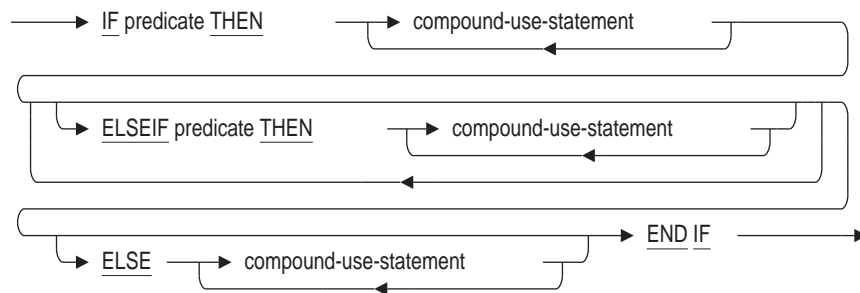 IF predicate THEN compound-use-statement
ELSEIF predicate THEN compound-use-statement
ELSE compound-use-statement END IF